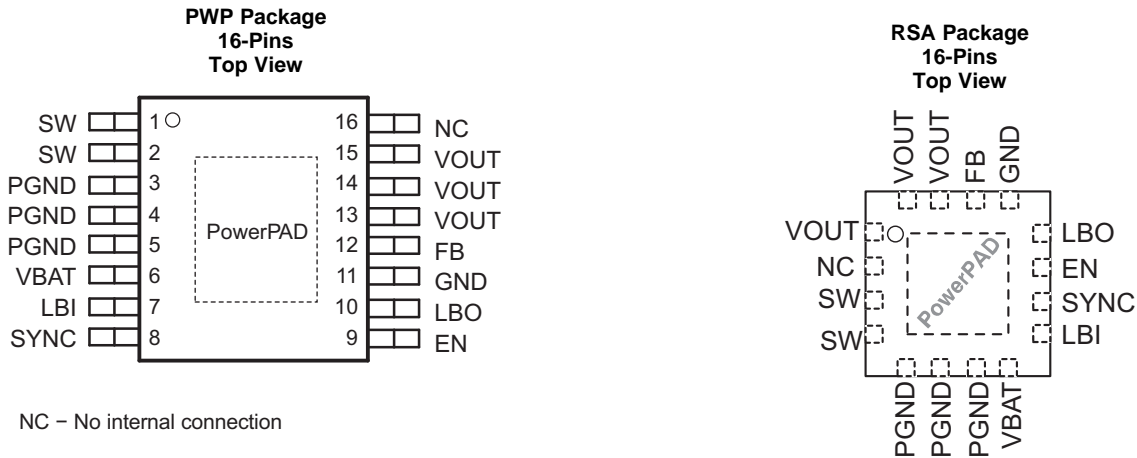 PWP Package
16-Pins
Top View
SW 1 16 NC
SW 2 15 VOUT
PGND 3 14 VOUT
PGND 4 13 VOUT
PGND 5 12 FB
VBAT 6 11 GND
LBI 7 10 LBO
SYNC 8 9 EN
PowerPAD
NC − No internal connection
RSA Package
16-Pins
Top View
VOUT
VOUT
FB
GND
VOUT
NC
SW
SW
PowerPAD
LBO
EN
SYNC
LBI
PGND
PGND
PGND
VBAT